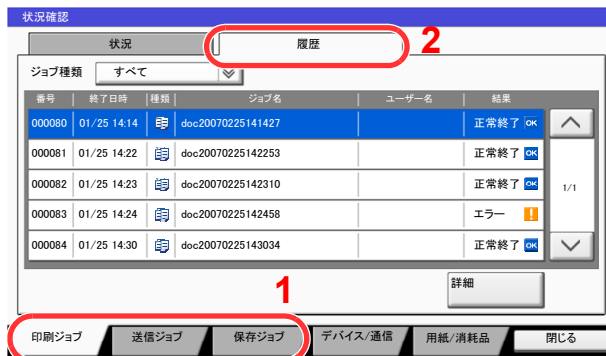 状況確認
状況 履歴 2
ジョブ種類 すべて
番号 終了日時 種類 ジョブ名 ユーザー名 結果
000080 01/25 14:14 doc20070225141427 正常終了 OK
000081 01/25 14:22 doc20070225142253 正常終了 OK
000082 01/25 14:23 doc20070225142310 正常終了 OK 1/1
000083 01/25 14:24 doc20070225142458 エラー !
000084 01/25 14:30 doc20070225143034 正常終了 OK
1 詳細
印刷ジョブ 送信ジョブ 保存ジョブ デバイス/通信 用紙/消耗品 閉じる